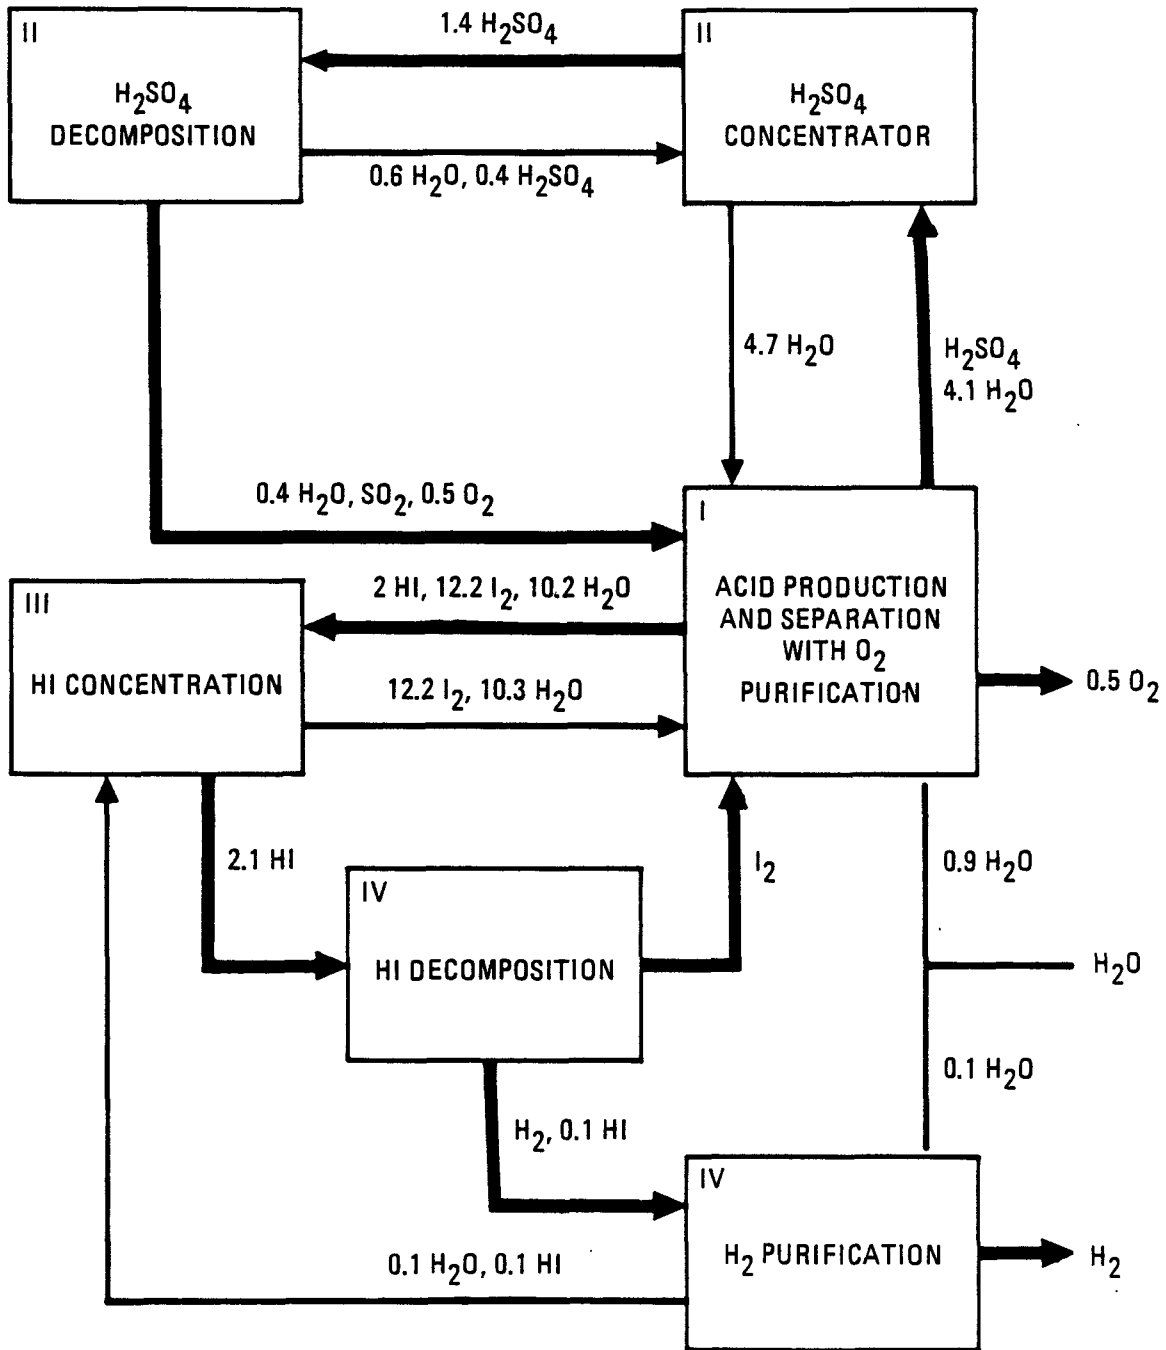 II
H₂SO₄
DECOMPOSITION
1.4 H₂SO₄
0.6 H₂O, 0.4 H₂SO₄
II
H₂SO₄
CONCENTRATOR
4.7 H₂O
H₂SO₄
4.1 H₂O
0.4 H₂O, SO₂, 0.5 O₂
I
ACID PRODUCTION
AND SEPARATION
WITH O₂
PURIFICATION
0.5 O₂
2 HI, 12.2 I₂, 10.2 H₂O
12.2 I₂, 10.3 H₂O
III
HI CONCENTRATION
2.1 HI
I₂
0.9 H₂O
H₂O
0.1 H₂O
IV
HI DECOMPOSITION
H₂, 0.1 HI
IV
H₂ PURIFICATION
H₂
0.1 H₂O, 0.1 HI